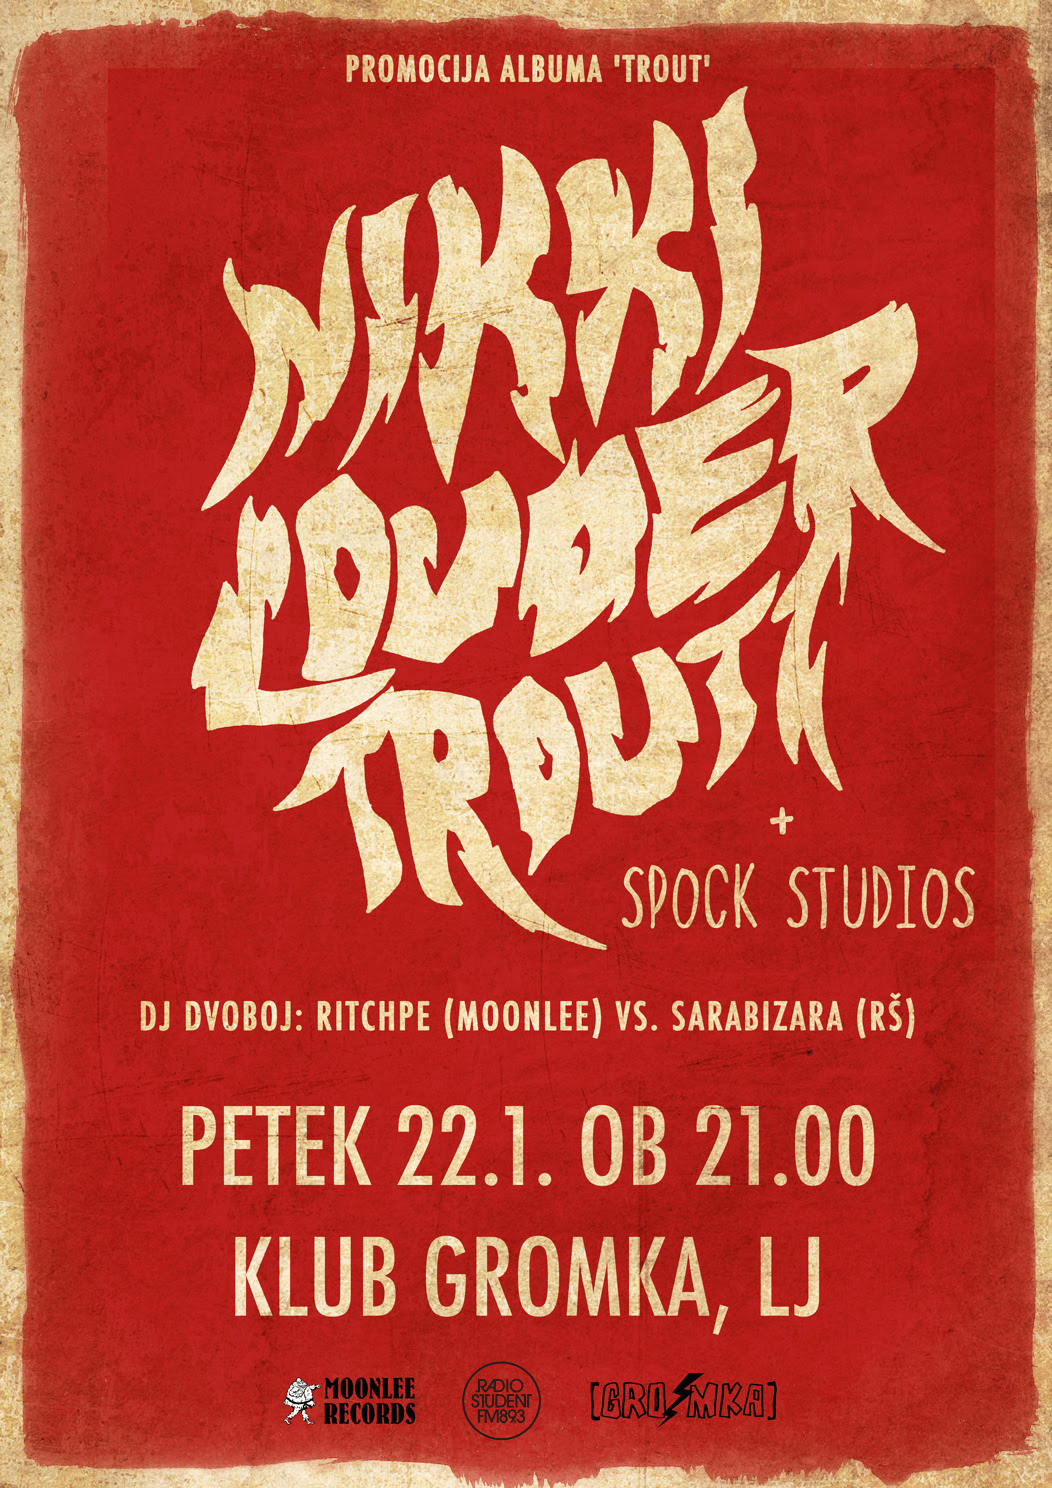 PROMOCIJA ALBUMA 'TROUT'
NIKKI
LOUDER
TROUT
+
SPOCK STUDIOS
DJ DVOBOJ: RITCHPE (MOONLEE) VS. SARABIZARA (RŠ)
PETEK 22.1. OB 21.00
KLUB GROMKA, LJ
MOONLEE
RECORDS
RADIO
STUDENT
FM89.3
[GROMKA]